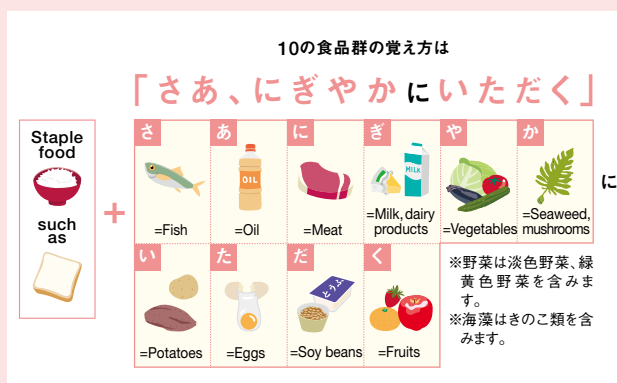 10の食品群の覚え方は
「さあ、にぎやかにいただく」
Staple
food
such
as
+
さ
あ
に
ぎ
や
か
OIL
MILK
=Fish
=Oil
=Meat
=Milk, dairy
products
=Vegetables
=Seaweed,
mushrooms
に
い
た
だ
く
とうふ
=Potatoes
=Eggs
=Soy beans
=Fruits
※野菜は淡色野菜、緑
黄色野菜を含みま
す。
※海藻はきのこ類を含
みます。